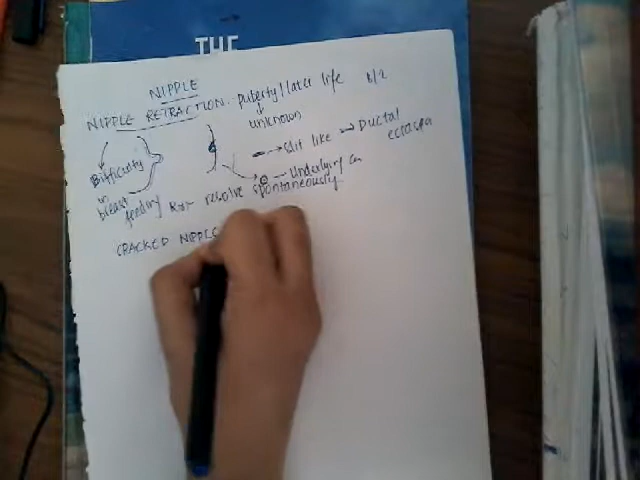 THE
NIPPLE
NIPPLE RETRACTION. puberty / later life
unknown
Difficulty in breast feeding
slit like → Ductal
Underlying ca
resolve spontaneously
CRACKED NIPPLE